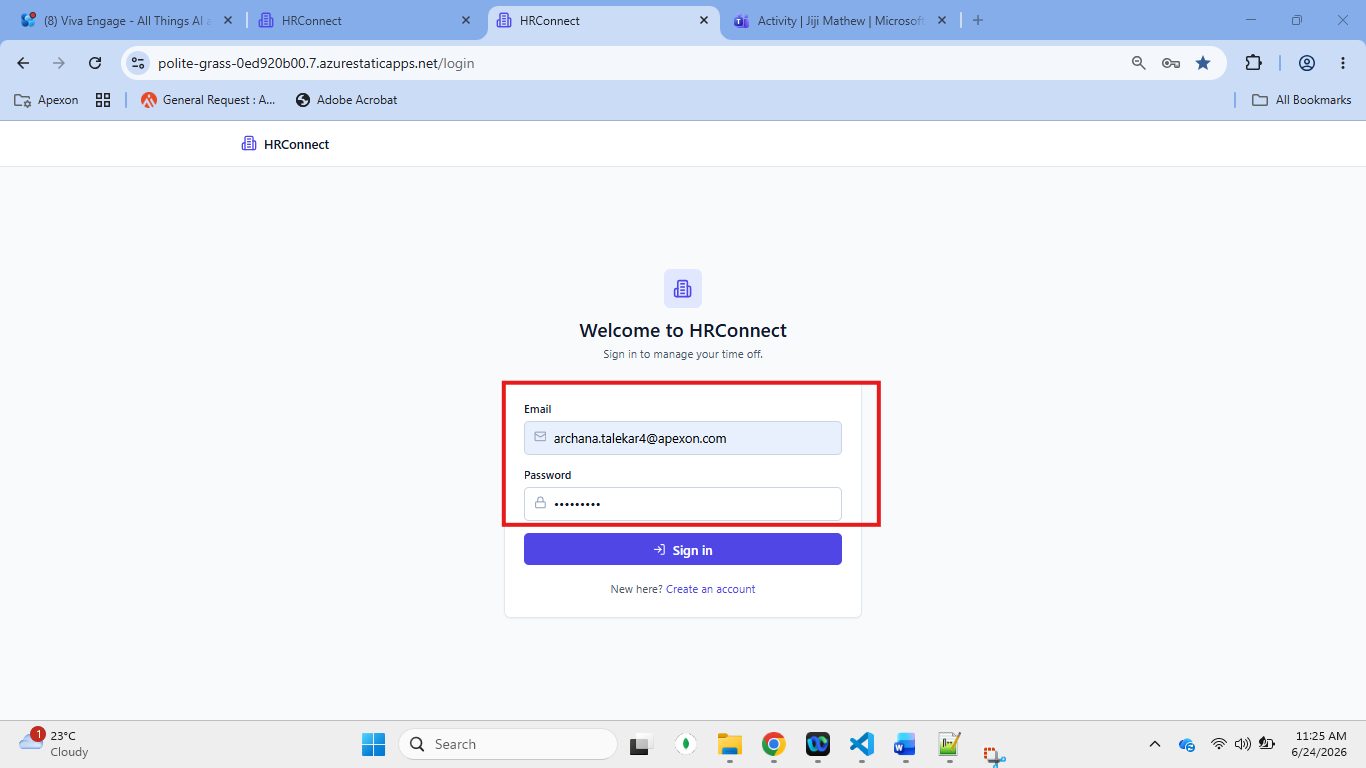 (8) Viva Engage - All Things AI a
HRConnect
HRConnect
Activity | Jiji Mathew | Microsoft
polite-grass-0ed920b00.7.azurestaticapps.net/login
Apexon
General Request : A...
Adobe Acrobat
All Bookmarks
HRConnect
Welcome to HRConnect
Sign in to manage your time off.
Email
archana.talekar4@apexon.com
Password
•••••••••
Sign in
New here? Create an account
1
23°C
Cloudy
Search
11:25 AM
6/24/2026